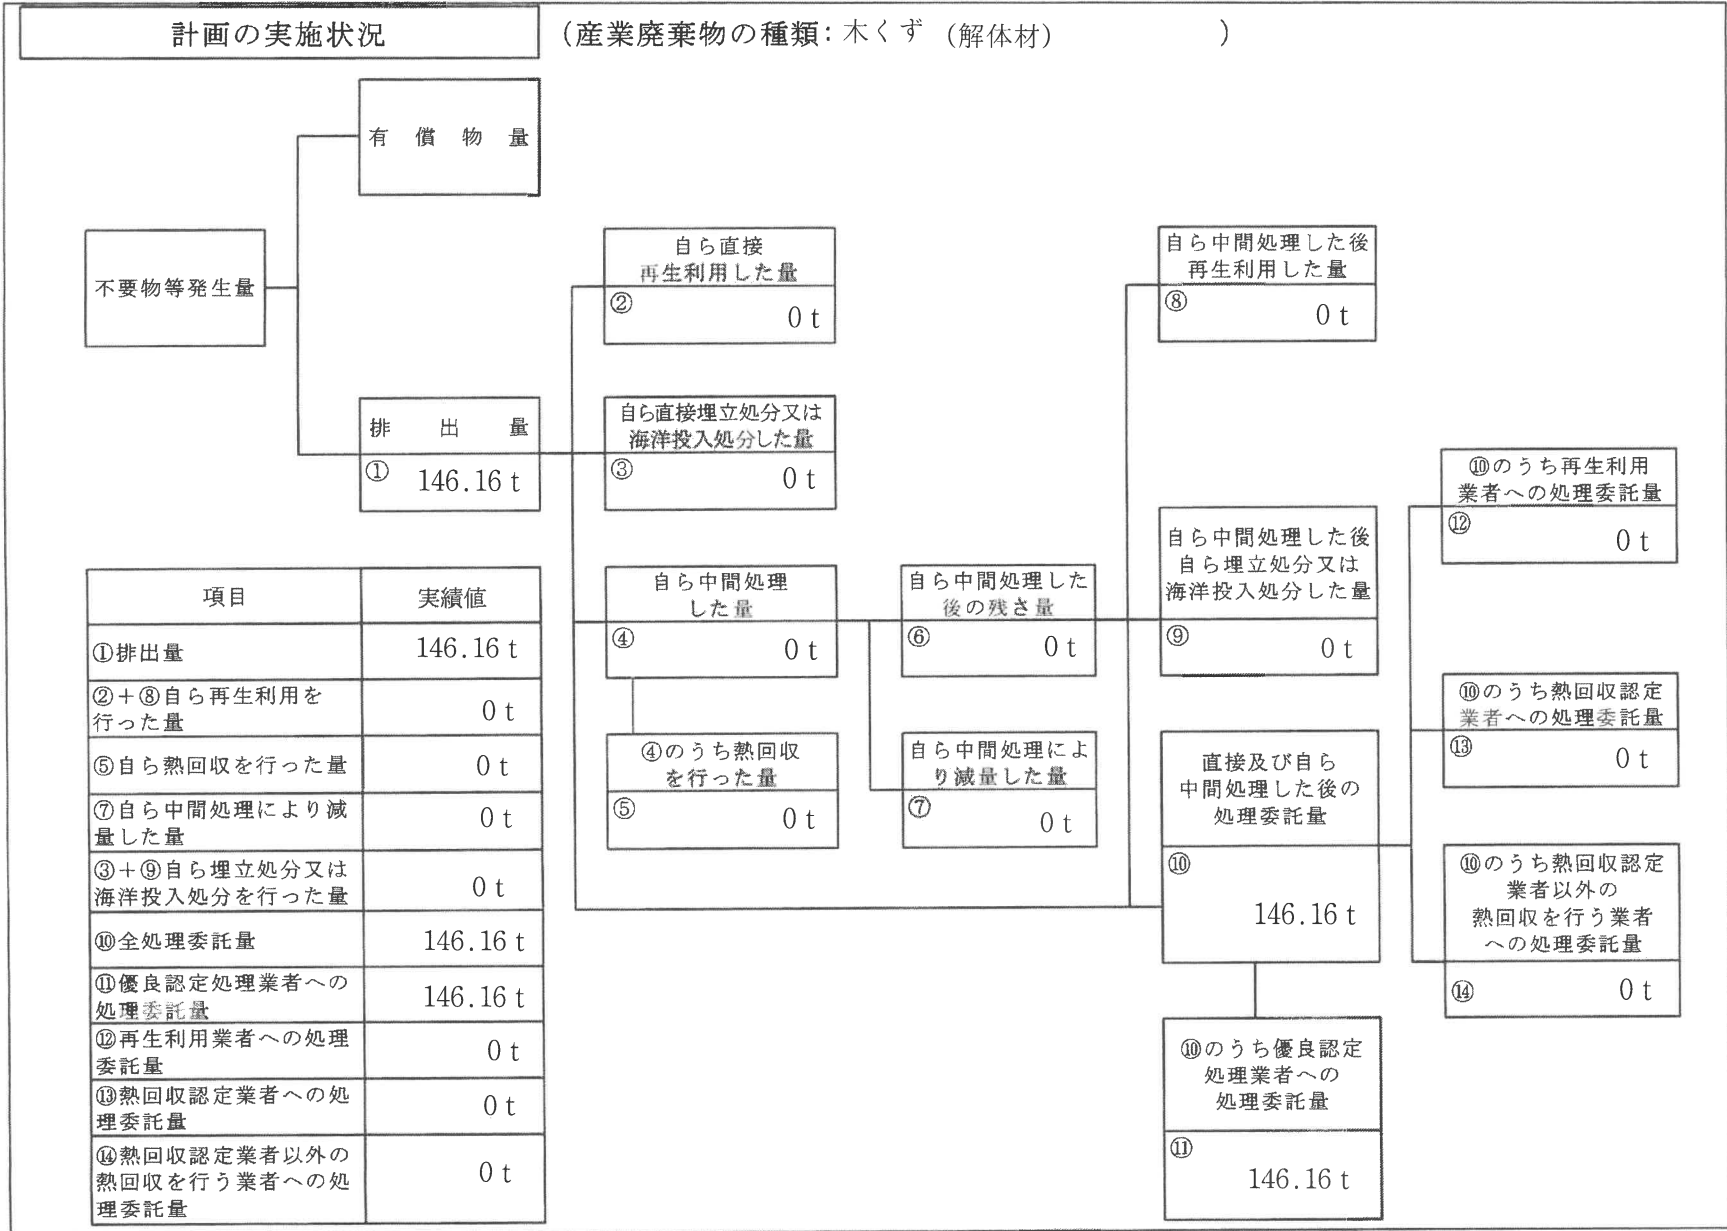 計画の実施状況
(産業廃棄物の種類:木くず (解体材) )
有償物量
不要物等発生量
排出量
① 146.16 t
自ら直接
再生利用した量
② 0 t
自ら直接埋立処分又は
海洋投入処分した量
③ 0 t
自ら中間処理
した量
④ 0 t
④のうち熱回収
を行った量
⑤ 0 t
自ら中間処理した
後の残さ量
⑥ 0 t
自ら中間処理によ
り減量した量
⑦ 0 t
自ら中間処理した後
再生利用した量
⑧ 0 t
自ら中間処理した後
自ら埋立処分又は
海洋投入処分した量
⑨ 0 t
直接及び自ら
中間処理した後の
処理委託量
⑩
146.16 t
⑩のうち優良認定
処理業者への
処理委託量
⑪
146.16 t
⑩のうち再生利用
業者への処理委託量
⑫ 0 t
⑩のうち熱回収認定
業者への処理委託量
⑬ 0 t
⑩のうち熱回収認定
業者以外の
熱回収を行う業者
への処理委託量
⑭ 0 t
項目 実績値
①排出量 146.16 t
②+⑧自ら再生利用を
行った量 0 t
⑤自ら熱回収を行った量 0 t
⑦自ら中間処理により減
量した量 0 t
③+⑨自ら埋立処分又は
海洋投入処分を行った量 0 t
⑩全処理委託量 146.16 t
⑪優良認定処理業者への
処理委託量 146.16 t
⑫再生利用業者への処理
委託量 0 t
⑬熱回収認定業者への処
理委託量 0 t
⑭熱回収認定業者以外の
熱回収を行う業者への処
理委託量 0 t